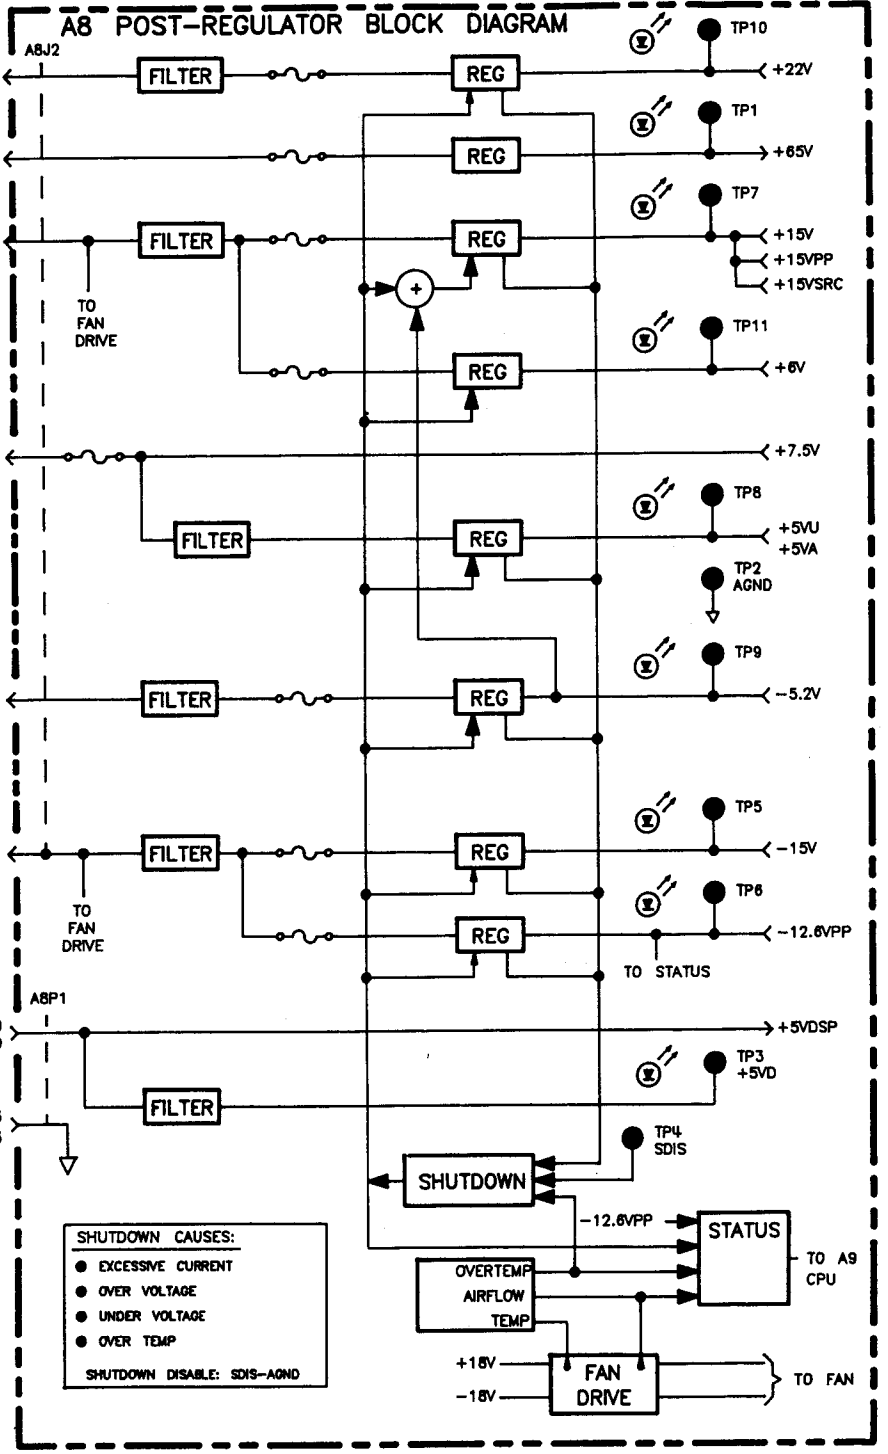 A8 POST-REGULATOR BLOCK DIAGRAM
A8J2
TP10
FILTER
REG
+22V
TP1
REG
+65V
TP7
FILTER
REG
+15V
+15VPP
+15VSRC
+
TO
FAN
DRIVE
TP11
REG
+6V
+7.5V
TP8
FILTER
REG
+5VU
+5VA
TP2
AGND
TP9
FILTER
REG
-5.2V
TP5
FILTER
REG
-15V
TO
FAN
DRIVE
TP6
REG
-12.6VPP
TO STATUS
A8P1
+5VDSP
TP3
+5VD
FILTER
TP4
SDIS
SHUTDOWN
-12.6VPP
STATUS
TO A9
CPU
OVERTEMP
AIRFLOW
TEMP
+18V
-18V
FAN
DRIVE
TO FAN
SHUTDOWN CAUSES:
● EXCESSIVE CURRENT
● OVER VOLTAGE
● UNDER VOLTAGE
● OVER TEMP
SHUTDOWN DISABLE: SDIS-AGND